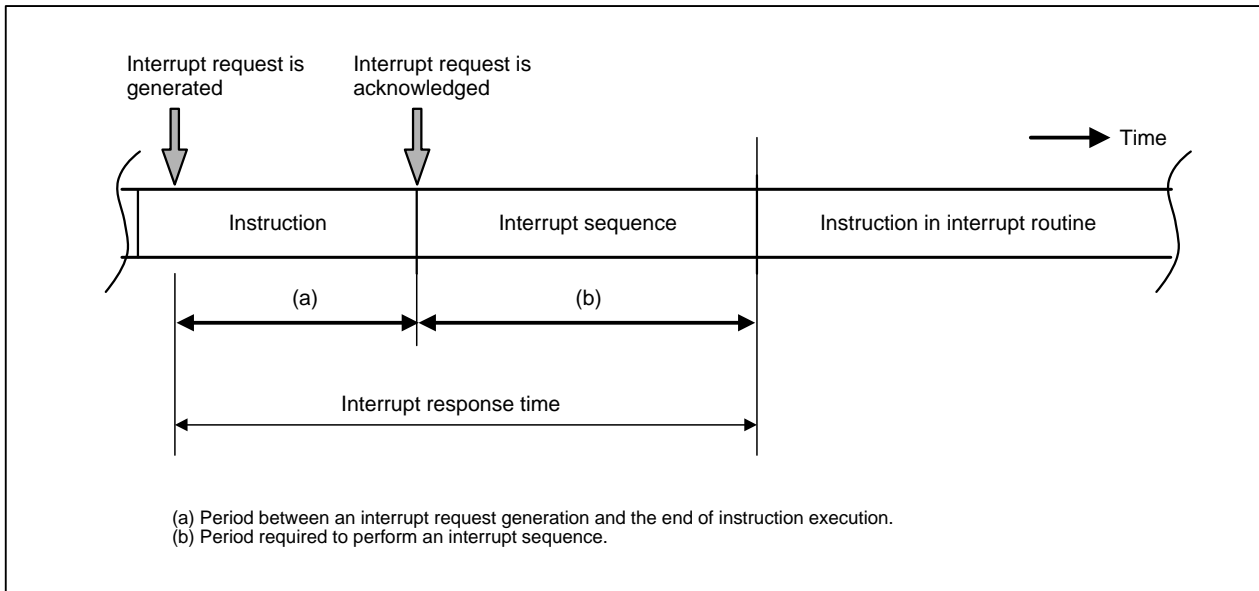 Interrupt request is
generated
Interrupt request is
acknowledged
Time
Instruction
Interrupt sequence
Instruction in interrupt routine
(a)
(b)
Interrupt response time
(a) Period between an interrupt request generation and the end of instruction execution.
(b) Period required to perform an interrupt sequence.